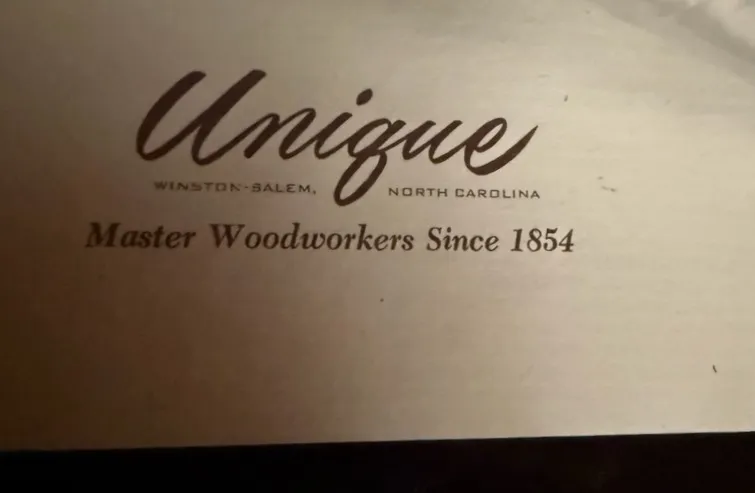 Unique
WINSTON-SALEM, NORTH CAROLINA
Master Woodworkers Since 1854